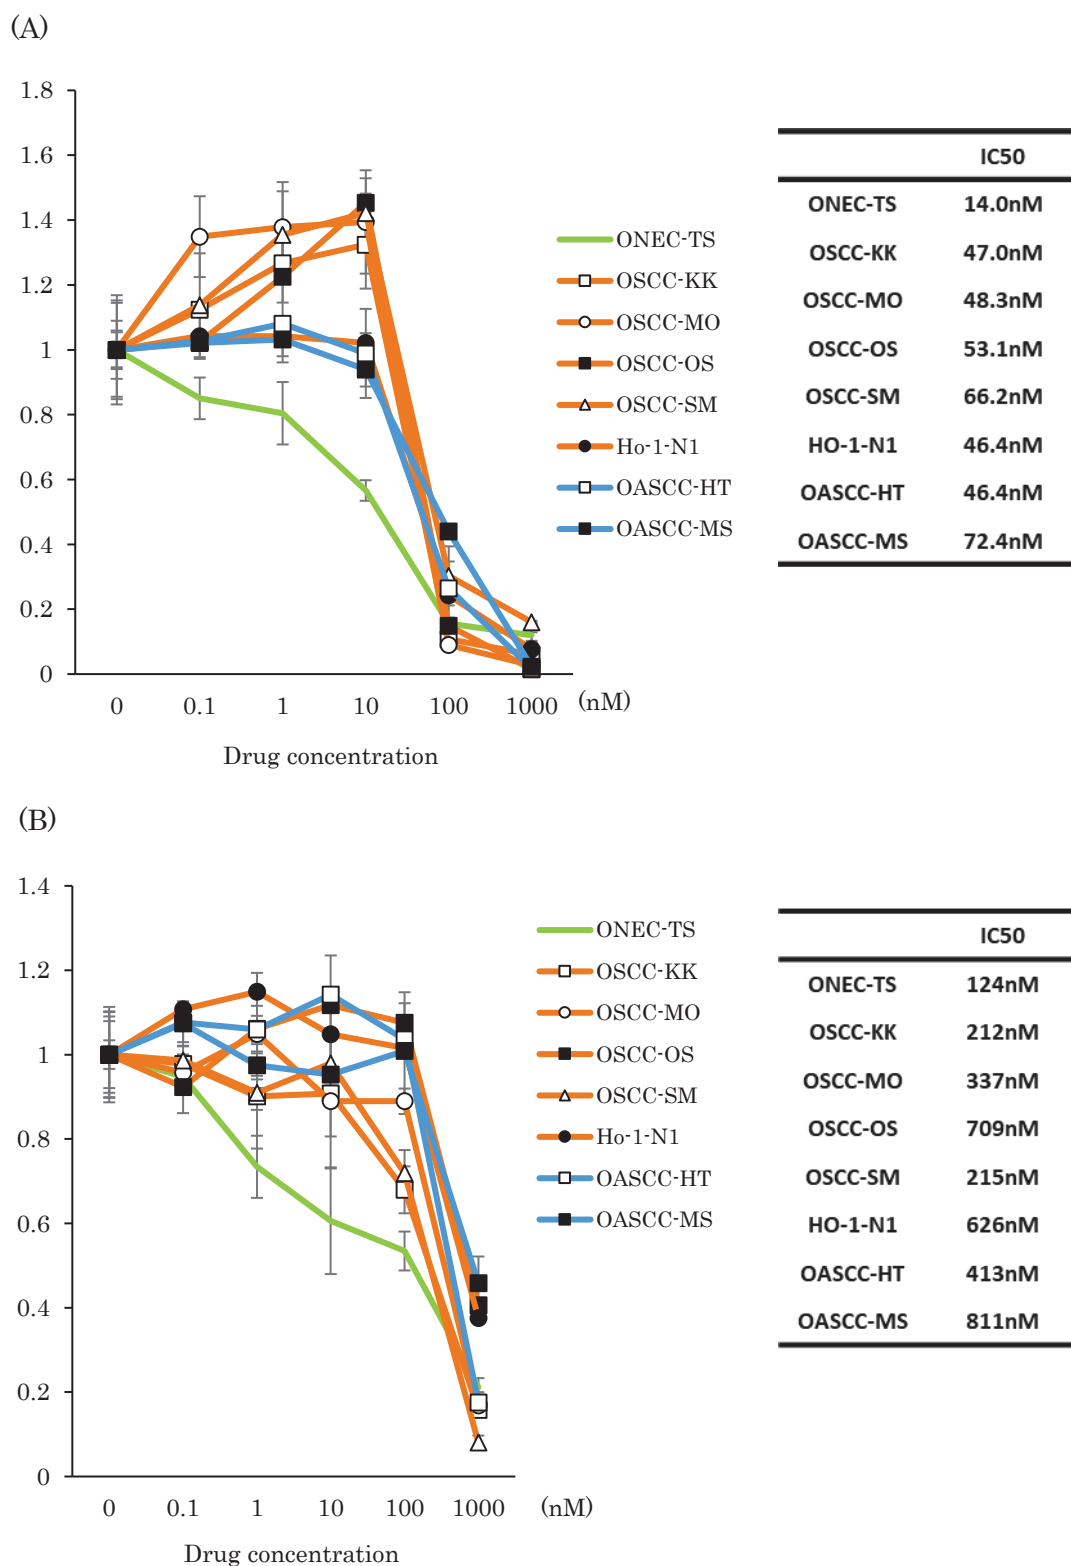 (A)
1.8
1.6
1.4
1.2
1
0.8
0.6
0.4
0.2
0
0 0.1 1 10 100 1000 (nM)
Drug concentration
ONEC-TS
OSCC-KK
OSCC-MO
OSCC-OS
OSCC-SM
Ho-1-N1
OASCC-HT
OASCC-MS
IC50
ONEC-TS 14.0nM
OSCC-KK 47.0nM
OSCC-MO 48.3nM
OSCC-OS 53.1nM
OSCC-SM 66.2nM
HO-1-N1 46.4nM
OASCC-HT 46.4nM
OASCC-MS 72.4nM
(B)
1.4
1.2
1
0.8
0.6
0.4
0.2
0
0 0.1 1 10 100 1000 (nM)
Drug concentration
ONEC-TS
OSCC-KK
OSCC-MO
OSCC-OS
OSCC-SM
Ho-1-N1
OASCC-HT
OASCC-MS
IC50
ONEC-TS 124nM
OSCC-KK 212nM
OSCC-MO 337nM
OSCC-OS 709nM
OSCC-SM 215nM
HO-1-N1 626nM
OASCC-HT 413nM
OASCC-MS 811nM